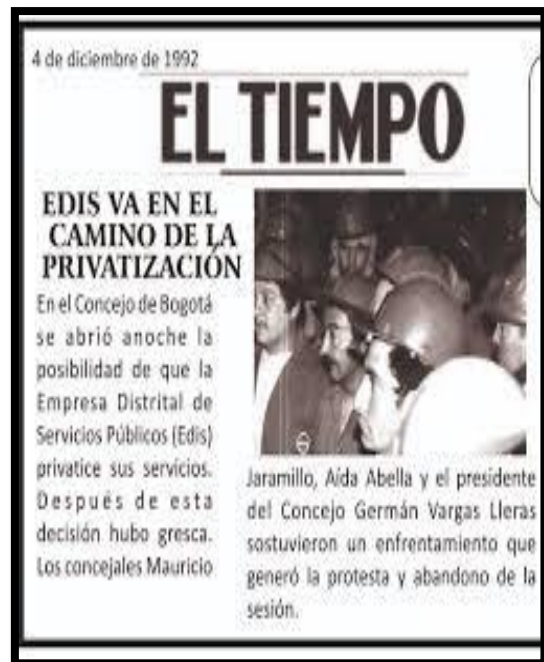 4 de diciembre de 1992
EL TIEMPO
EDIS VA EN EL
CAMINO DE LA
PRIVATIZACIÓN
En el Concejo de Bogotá
se abrió anoche la
posibilidad de que la
Empresa Distrital de
Servicios Públicos (Edis)
privatice sus servicios.
Después de esta
decisión hubo gresca.
Los concejales Mauricio
Jaramillo, Aída Abella y el presidente
del Concejo Germán Vargas Lleras
sostuvieron un enfrentamiento que
generó la protesta y abandono de la
sesión.